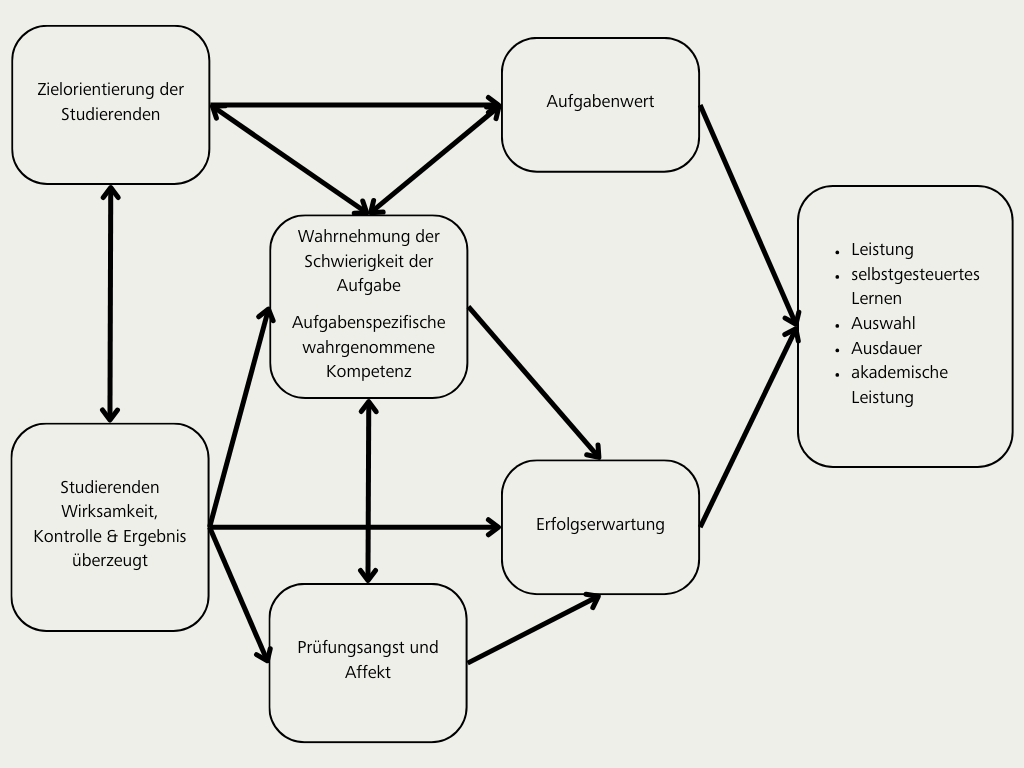 Zielorientierung der
Studierenden
Aufgabenwert
Wahrnehmung der
Schwierigkeit der
Aufgabe
Aufgabenspezifische
wahrgenommene
Kompetenz
• Leistung
• selbstgesteuertes
Lernen
• Auswahl
• Ausdauer
• akademische
Leistung
Studierenden
Wirksamkeit,
Kontrolle & Ergebnis
überzeugt
Erfolgserwartung
Prüfungsangst und
Affekt